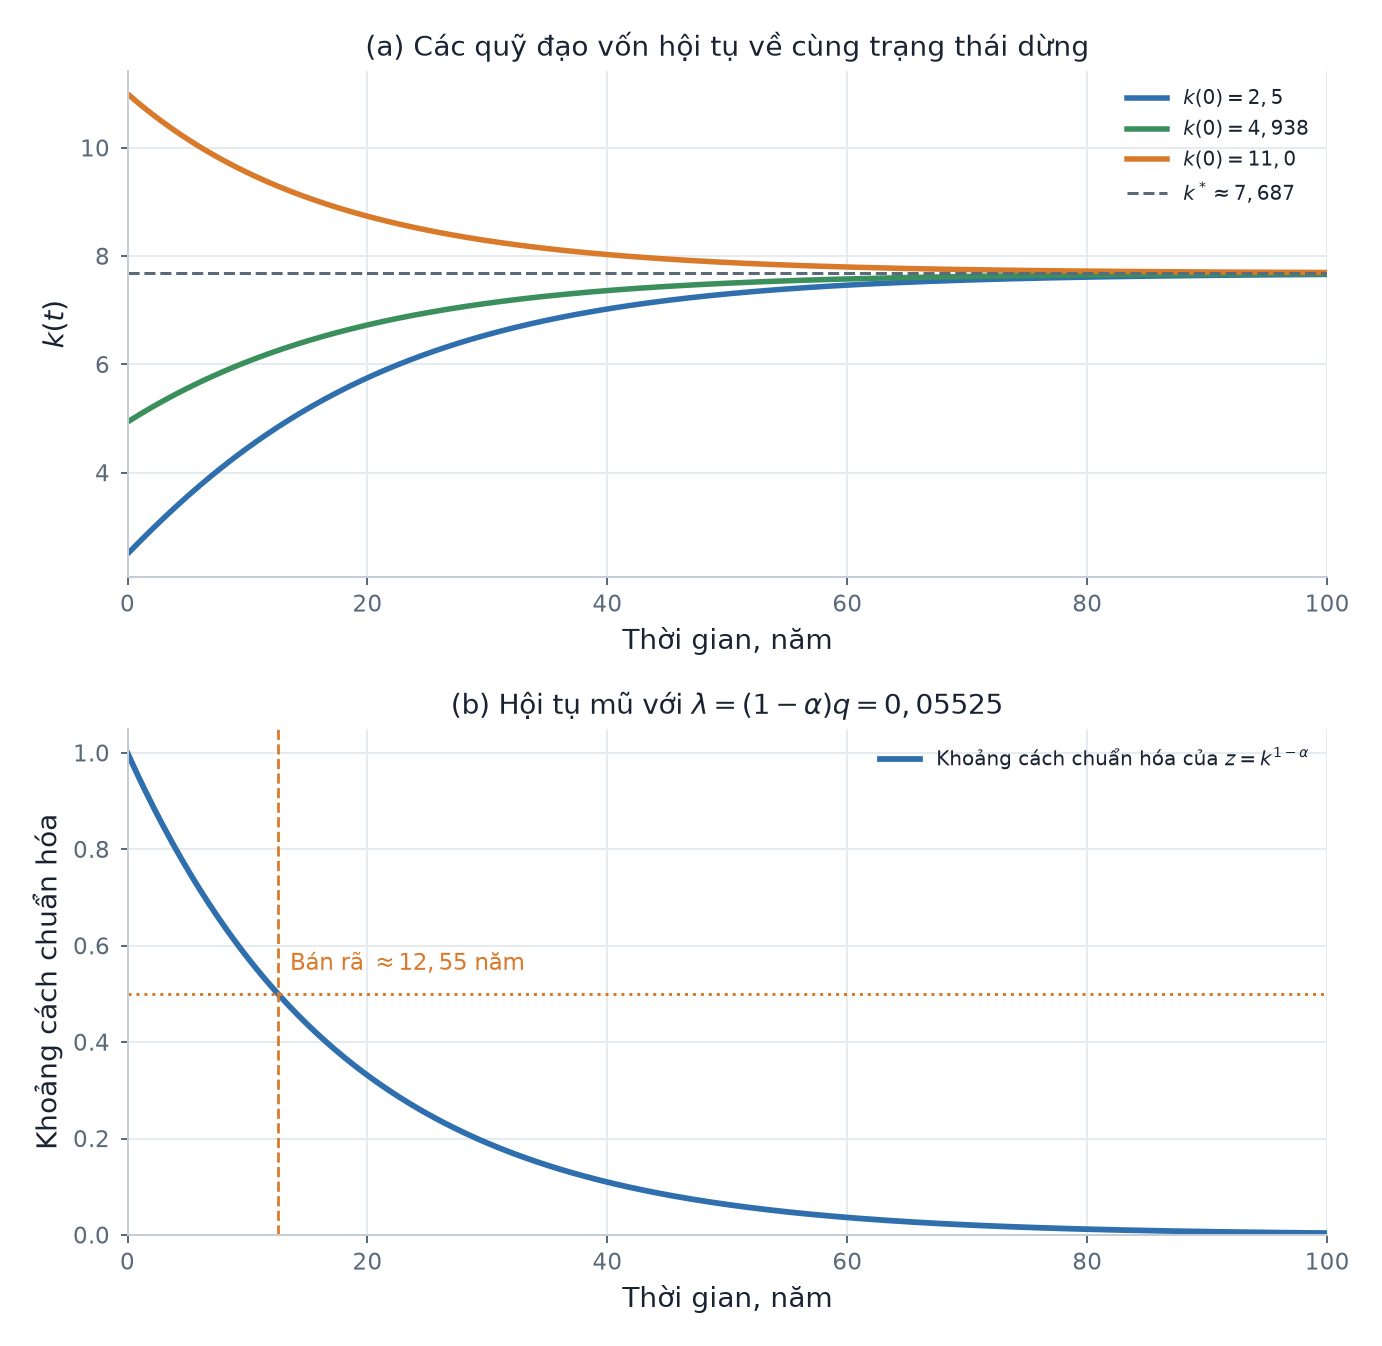 (a) Các quỹ đạo vốn hội tụ về cùng trạng thái dừng
k(0) = 2,5
k(0) = 4,938
k(0) = 11,0
k* ≈ 7,687
k(t)
10
8
6
4
0 20 40 60 80 100
Thời gian, năm
(b) Hội tụ mũ với λ = (1 − α)q = 0,05525
Khoảng cách chuẩn hóa của z = k^{1−α}
Khoảng cách chuẩn hóa
1.0
0.8
0.6
Bán rã ≈ 12,55 năm
0.4
0.2
0.0
0 20 40 60 80 100
Thời gian, năm